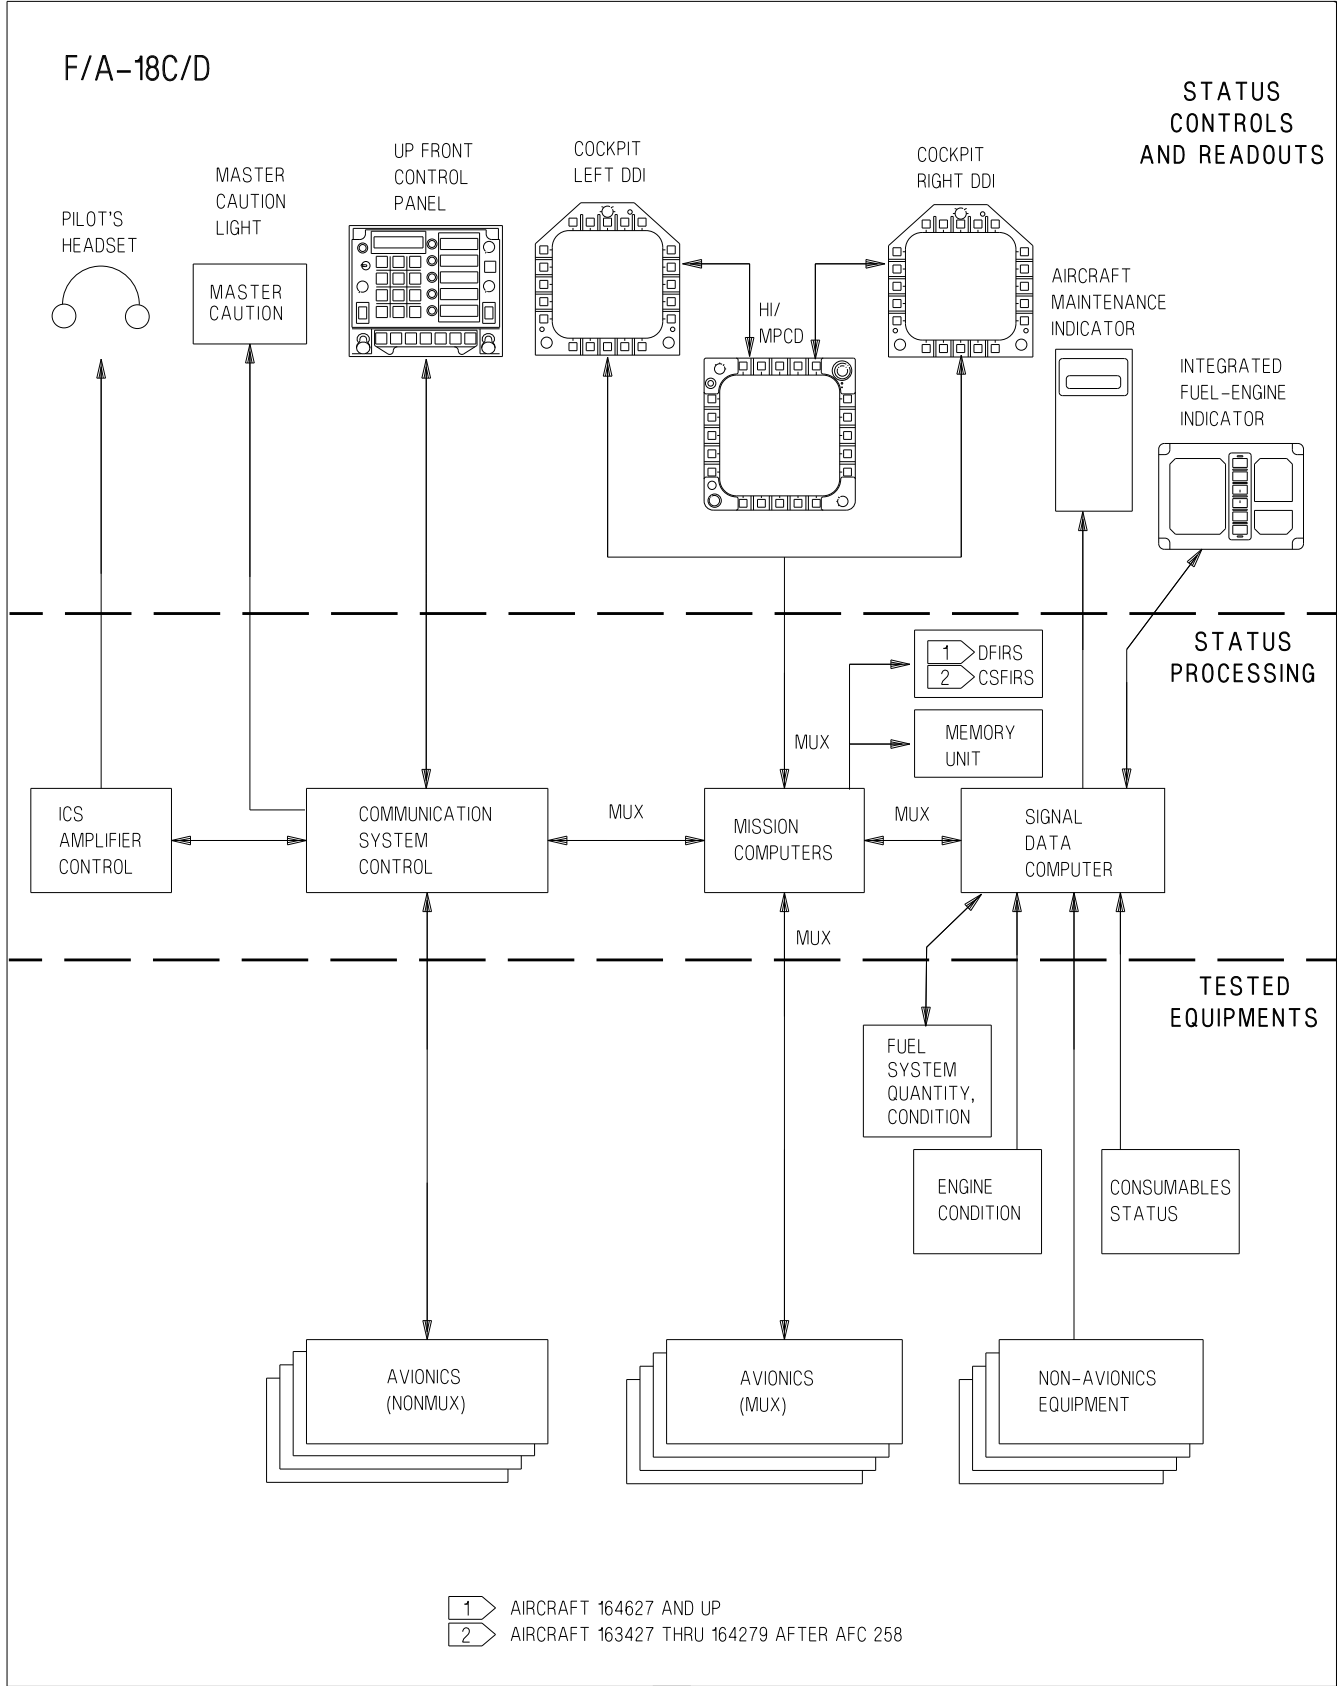 F/A-18C/D
STATUS
CONTROLS
AND READOUTS
PILOT'S
HEADSET
MASTER
CAUTION
LIGHT
MASTER
CAUTION
UP FRONT
CONTROL
PANEL
COCKPIT
LEFT DDI
HI/
MPCD
COCKPIT
RIGHT DDI
AIRCRAFT
MAINTENANCE
INDICATOR
INTEGRATED
FUEL-ENGINE
INDICATOR
STATUS
PROCESSING
1 DFIRS
2 CSFIRS
MEMORY
UNIT
MUX
ICS
AMPLIFIER
CONTROL
COMMUNICATION
SYSTEM
CONTROL
MUX
MISSION
COMPUTERS
MUX
SIGNAL
DATA
COMPUTER
MUX
TESTED
EQUIPMENTS
FUEL
SYSTEM
QUANTITY,
CONDITION
ENGINE
CONDITION
CONSUMABLES
STATUS
AVIONICS
(NONMUX)
AVIONICS
(MUX)
NON-AVIONICS
EQUIPMENT
1 AIRCRAFT 164627 AND UP
2 AIRCRAFT 163427 THRU 164279 AFTER AFC 258